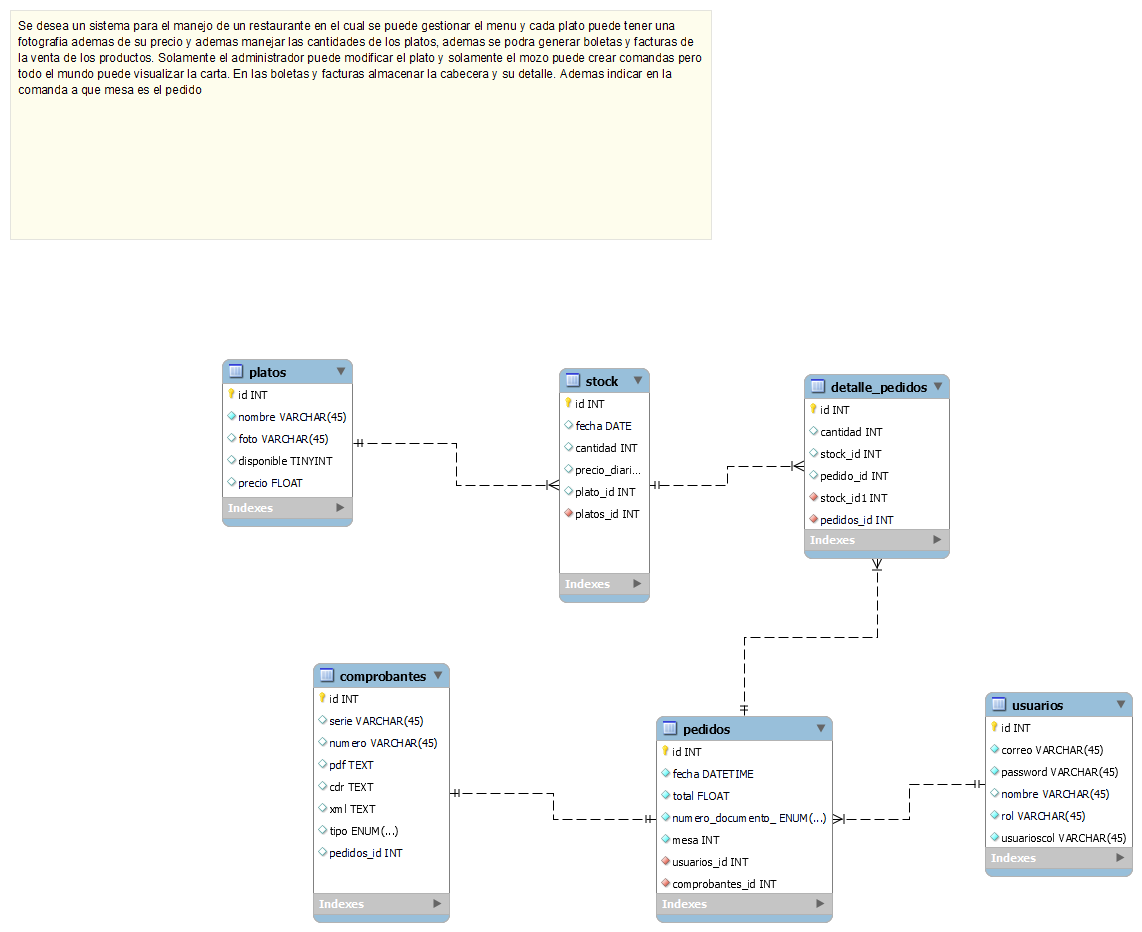 Se desea un sistema para el manejo de un restaurante en el cual se puede gestionar el menu y cada plato puede tener una
fotografia ademas de su precio y ademas manejar las cantidades de los platos, ademas se podra generar boletas y facturas de
la venta de los productos. Solamente el administrador puede modificar el plato y solamente el mozo puede crear comandas pero
todo el mundo puede visualizar la carta. En las boletas y facturas almacenar la cabecera y su detalle. Ademas indicar en la
comanda a que mesa es el pedido
platos
id INT
nombre VARCHAR(45)
foto VARCHAR(45)
disponible TINYINT
precio FLOAT
Indexes
stock
id INT
fecha DATE
cantidad INT
precio_diari...
plato_id INT
platos_id INT
Indexes
detalle_pedidos
id INT
cantidad INT
stock_id INT
pedido_id INT
stock_id1 INT
pedidos_id INT
Indexes
comprobantes
id INT
serie VARCHAR(45)
numero VARCHAR(45)
pdf TEXT
cdr TEXT
xml TEXT
tipo ENUM(...)
pedidos_id INT
Indexes
pedidos
id INT
fecha DATETIME
total FLOAT
numero_documento_ ENUM(...)
mesa INT
usuarios_id INT
comprobantes_id INT
Indexes
usuarios
id INT
correo VARCHAR(45)
password VARCHAR(45)
nombre VARCHAR(45)
rol VARCHAR(45)
usuarioscol VARCHAR(45)
Indexes